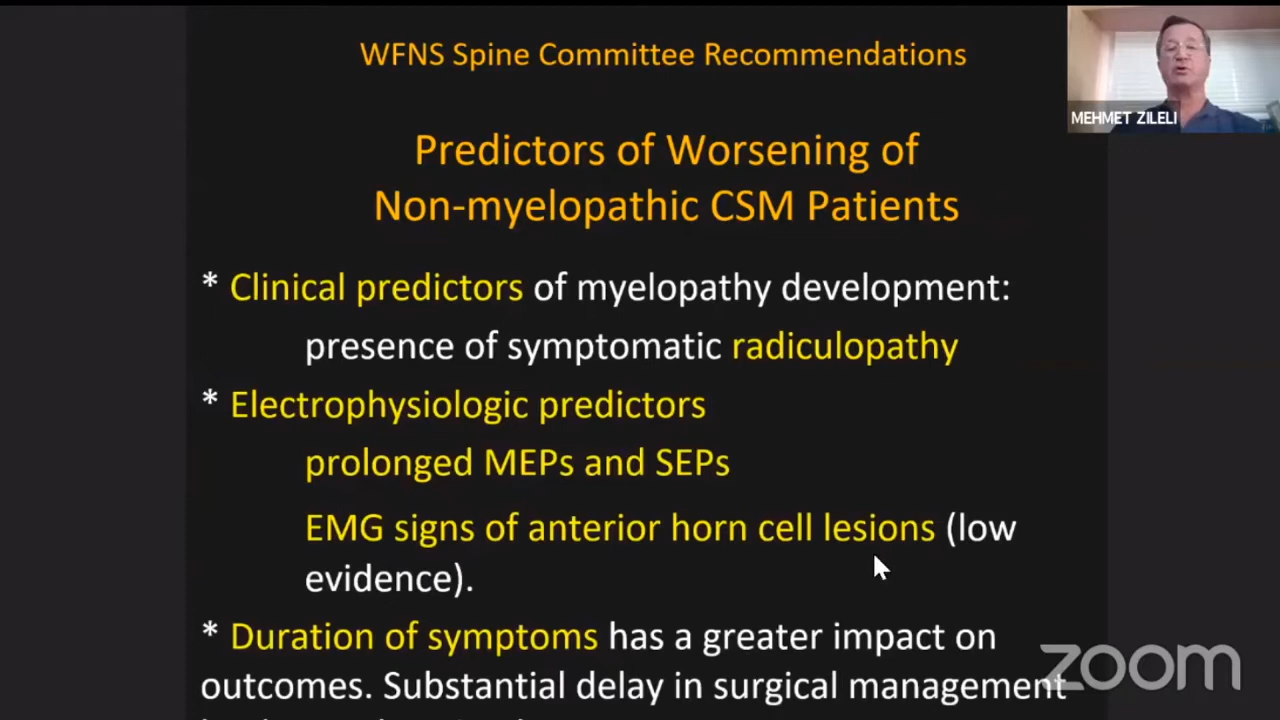 WFNS Spine Committee Recommendations
MEHMET ZILELI
Predictors of Worsening of
Non-myelopathic CSM Patients
* Clinical predictors of myelopathy development:
presence of symptomatic radiculopathy
* Electrophysiologic predictors
prolonged MEPs and SEPs
EMG signs of anterior horn cell lesions (low
evidence).
* Duration of symptoms has a greater impact on
outcomes. Substantial delay in surgical management
zoom